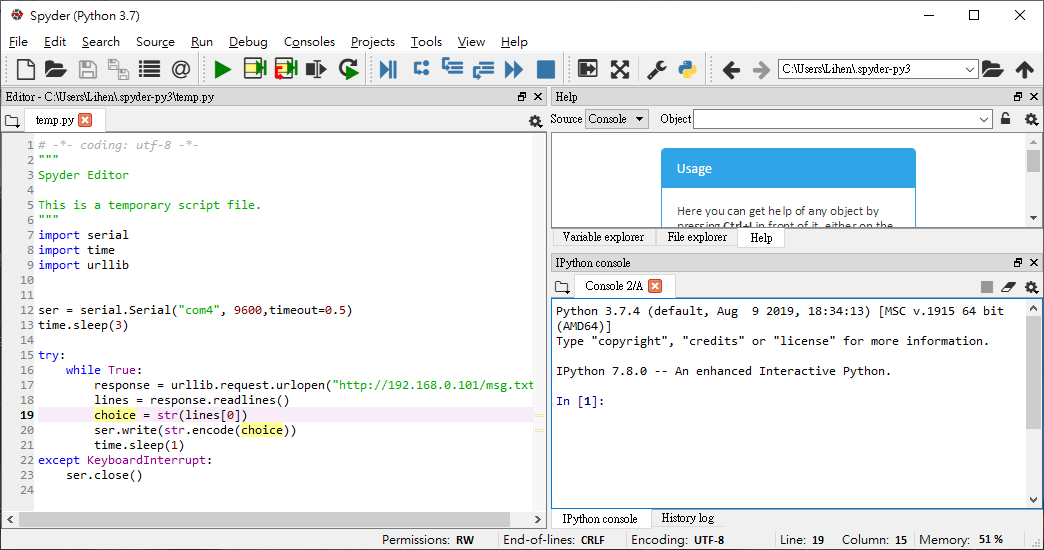 Spyder (Python 3.7)
File Edit Search Source Run Debug Consoles Projects Tools View Help
C:\Users\Lihen\.spyder-py3
Editor - C:\Users\Lihen\.spyder-py3\temp.py
temp.py
1 # -*- coding: utf-8 -*-
2 """
3 Spyder Editor
4
5 This is a temporary script file.
6 """
7 import serial
8 import time
9 import urllib
10
11
12 ser = serial.Serial("com4", 9600,timeout=0.5)
13 time.sleep(3)
14
15 try:
16     while True:
17         response = urllib.request.urlopen("http://192.168.0.101/msg.txt
18         lines = response.readlines()
19         choice = str(lines[0])
20         ser.write(str.encode(choice))
21         time.sleep(1)
22 except KeyboardInterrupt:
23     ser.close()
24
Help
Source Console Object
Usage
Here you can get help of any object by
pressing Ctrl+I in front of it, either on the
Variable explorer File explorer Help
IPython console
Console 2/A
Python 3.7.4 (default, Aug  9 2019, 18:34:13) [MSC v.1915 64 bit
(AMD64)]
Type "copyright", "credits" or "license" for more information.
IPython 7.8.0 -- An enhanced Interactive Python.
In [1]:
IPython console History log
Permissions: RW End-of-lines: CRLF Encoding: UTF-8 Line: 19 Column: 15 Memory: 51 %